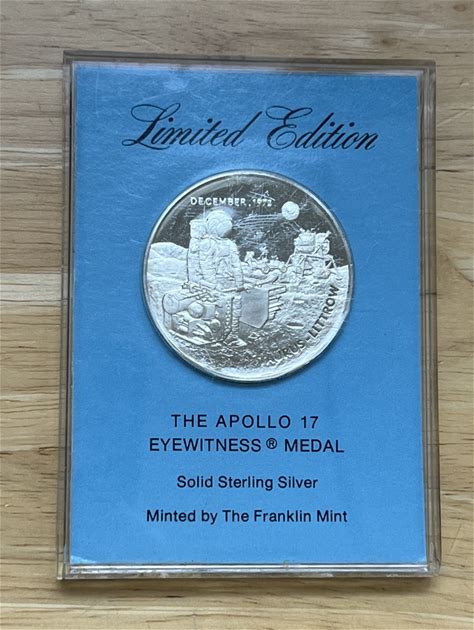 Limited Edition
DECEMBER, 1972
TAURUS-LITTROW
THE APOLLO 17
EYEWITNESS ® MEDAL
Solid Sterling Silver
Minted by The Franklin Mint